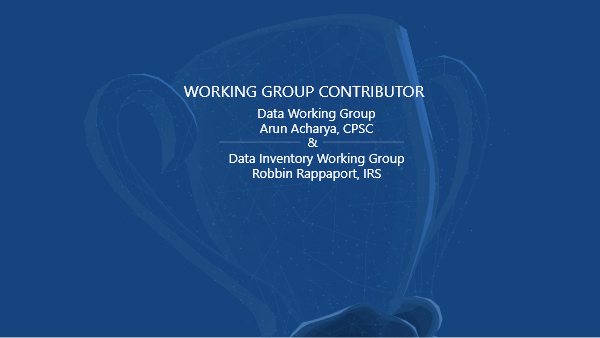 WORKING GROUP CONTRIBUTOR
Data Working Group
Arun Acharya, CPSC
&
Data Inventory Working Group
Robbin Rappaport, IRS